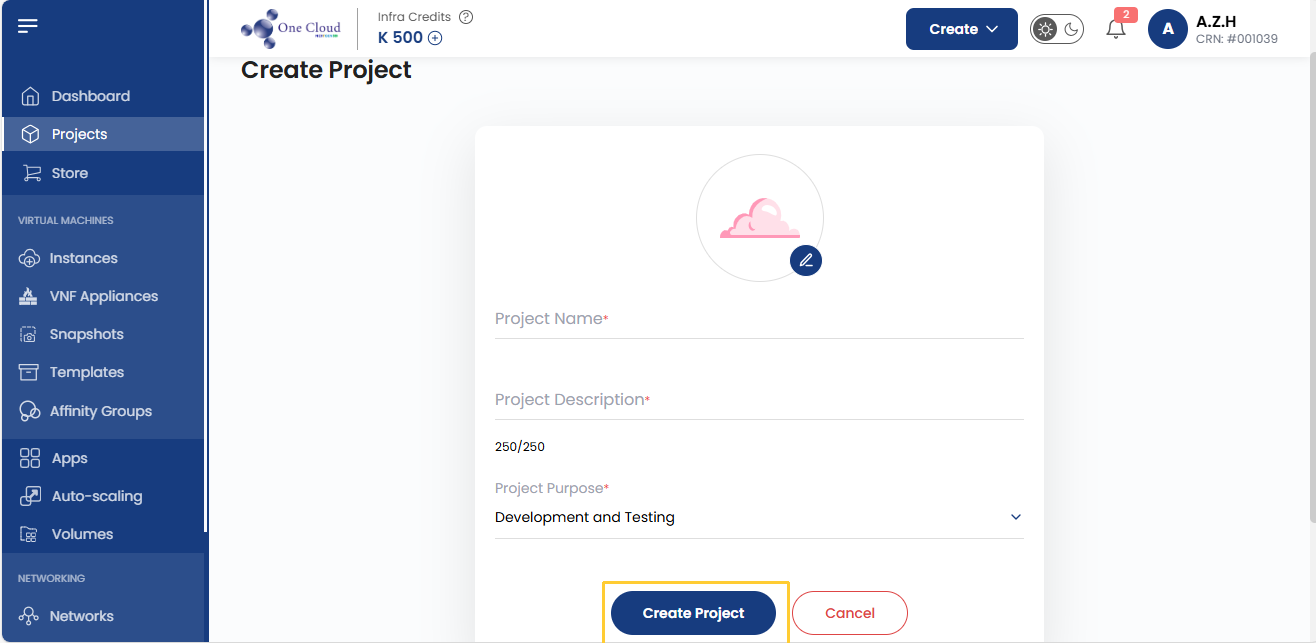 One Cloud
Infra Credits ?
K 500
Create
2
A
A.Z.H
CRN: #001039
Dashboard
Projects
Store
VIRTUAL MACHINES
Instances
VNF Appliances
Snapshots
Templates
Affinity Groups
Apps
Auto-scaling
Volumes
NETWORKING
Networks
Create Project
Project Name*
Project Description*
250/250
Project Purpose*
Development and Testing
Create Project
Cancel